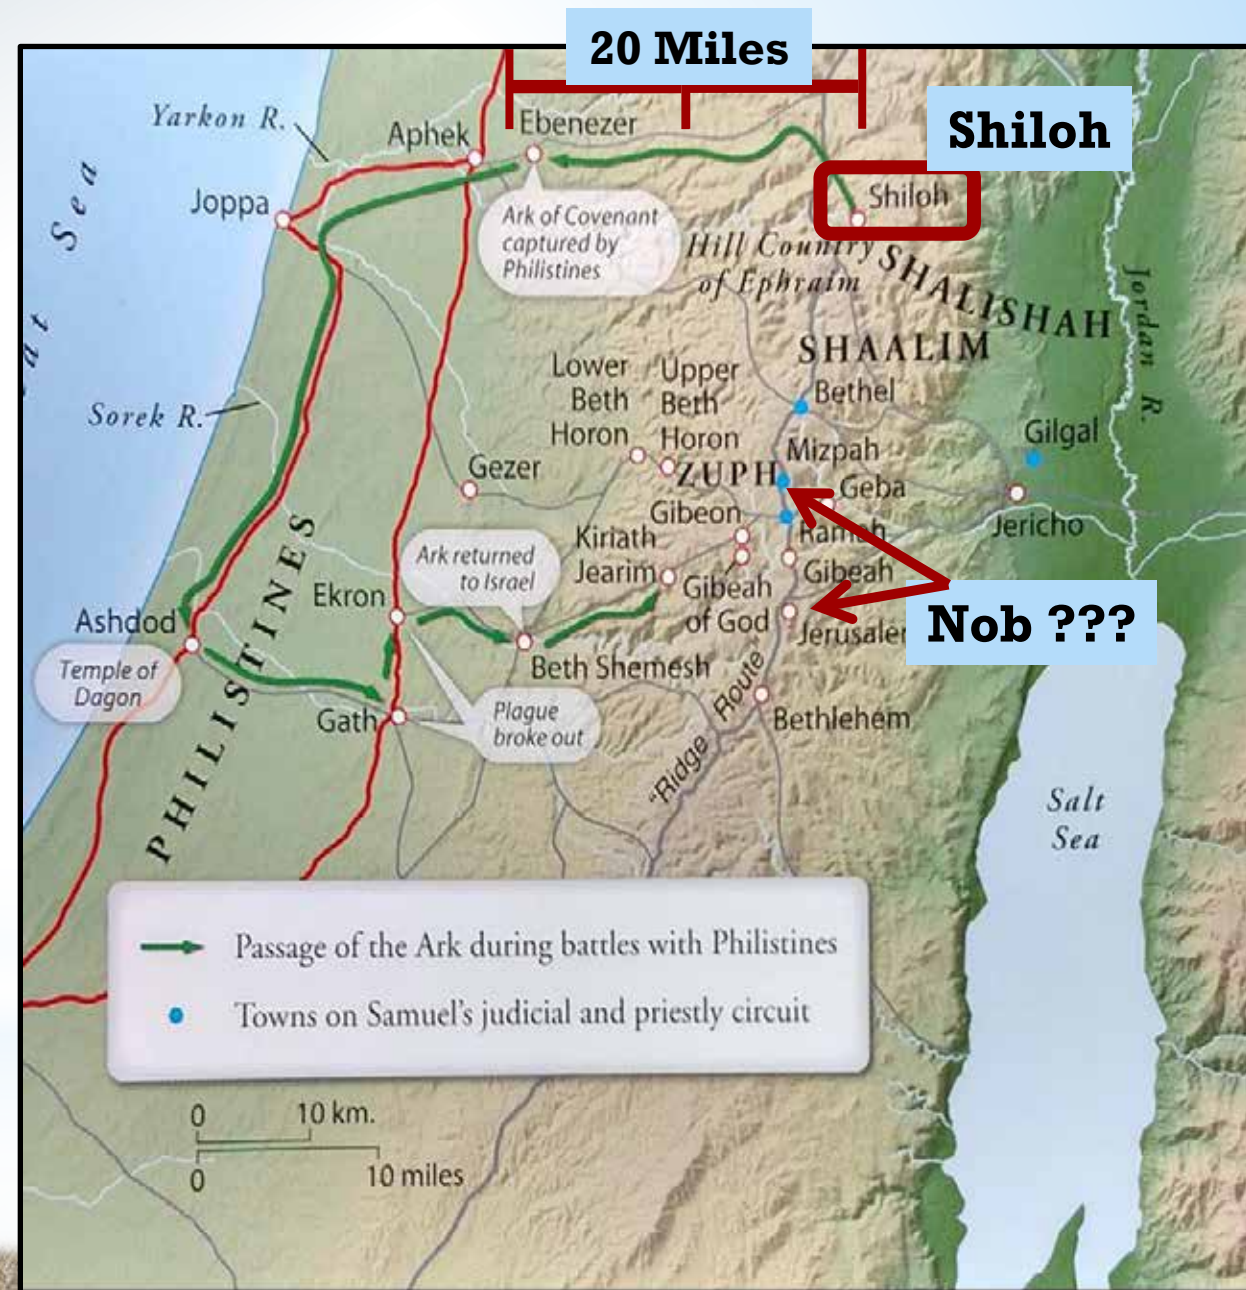 20 Miles
Shiloh
Yarkon R.
Aphek
Ebenezer
Joppa
Shiloh
Sea
Ark of Covenant
captured by
Philistines
Hill Country
of Ephraim
SHALISHAH
Jordan R.
SHAALIM
Lower
Beth
Horon
Upper
Beth
Horon
Bethel
Sorek R.
Gilgal
Mizpah
Gezer
ZUPH
Geba
Gibeon
Jericho
Ramah
Kiriath
Jearim
Ark returned
to Israel
Gibeah
Ekron
Gibeah
of God
Nob ???
Ashdod
PHILISTINES
Beth Shemesh
Temple of
Dagon
Gath
Plague
broke out
"Ridge Route"
Bethlehem
Salt
Sea
Passage of the Ark during battles with Philistines
Towns on Samuel's judicial and priestly circuit
0 10 km.
0 10 miles